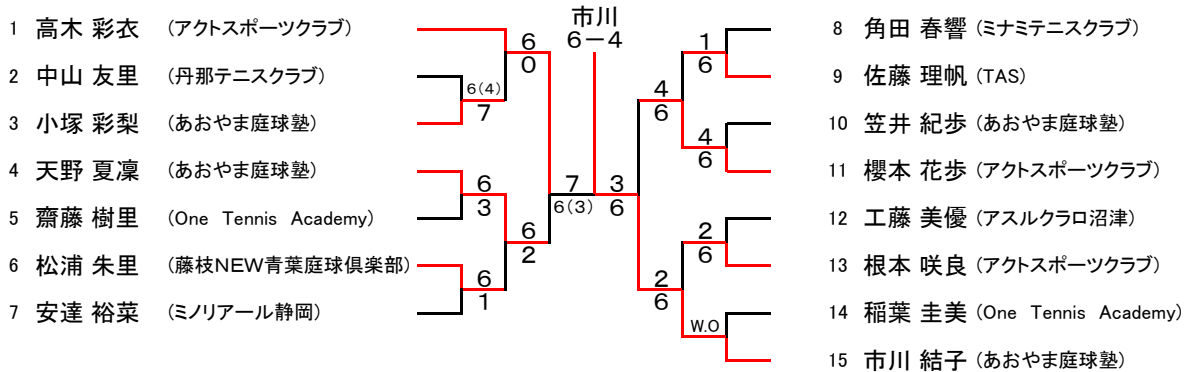 市川
6-4
1 高木 彩衣 (アクトスポーツクラブ)
2 中山 友里 (丹那テニスクラブ)
3 小塚 彩梨 (あおやま庭球塾)
4 天野 夏凜 (あおやま庭球塾)
5 齋藤 樹里 (One Tennis Academy)
6 松浦 朱里 (藤枝NEW青葉庭球倶楽部)
7 安達 裕菜 (ミノリアール静岡)
6
0
6(4)
7
6
3
6
2
6
1
7
6(3)
3
6
1
6
4
6
4
6
2
6
2
6
W.O
8 角田 春響 (ミナミテニスクラブ)
9 佐藤 理帆 (TAS)
10 笠井 紀歩 (あおやま庭球塾)
11 櫻本 花歩 (アクトスポーツクラブ)
12 工藤 美優 (アスルクラロ沼津)
13 根本 咲良 (アクトスポーツクラブ)
14 稲葉 圭美 (One Tennis Academy)
15 市川 結子 (あおやま庭球塾)